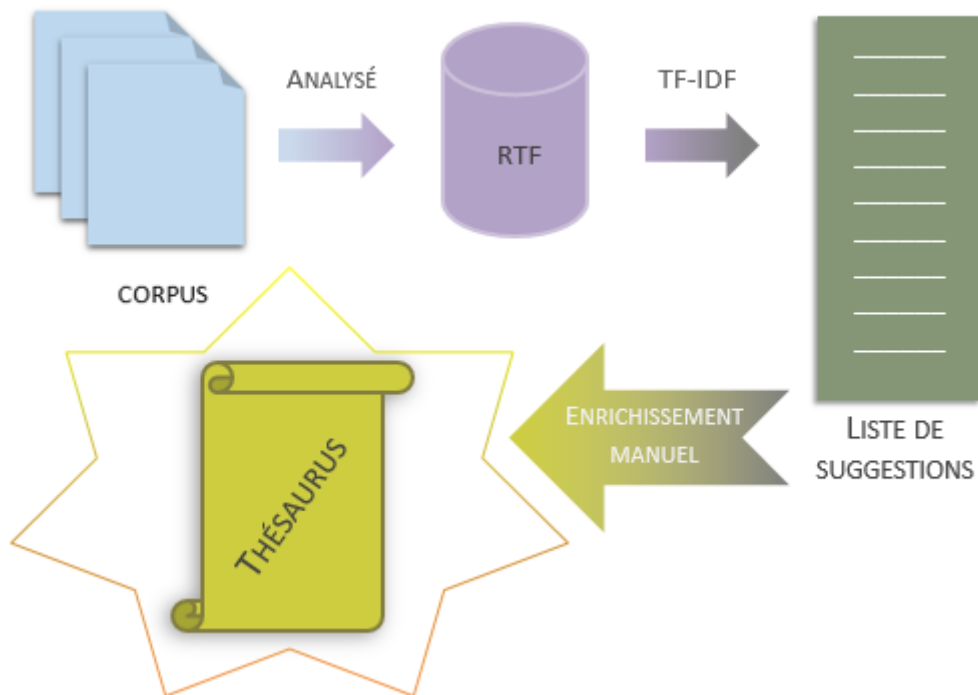 ANALYSÉ
TF-IDF
RTF
CORPUS
ENRICHISSEMENT
MANUEL
LISTE DE
SUGGESTIONS
THÉSAURUS